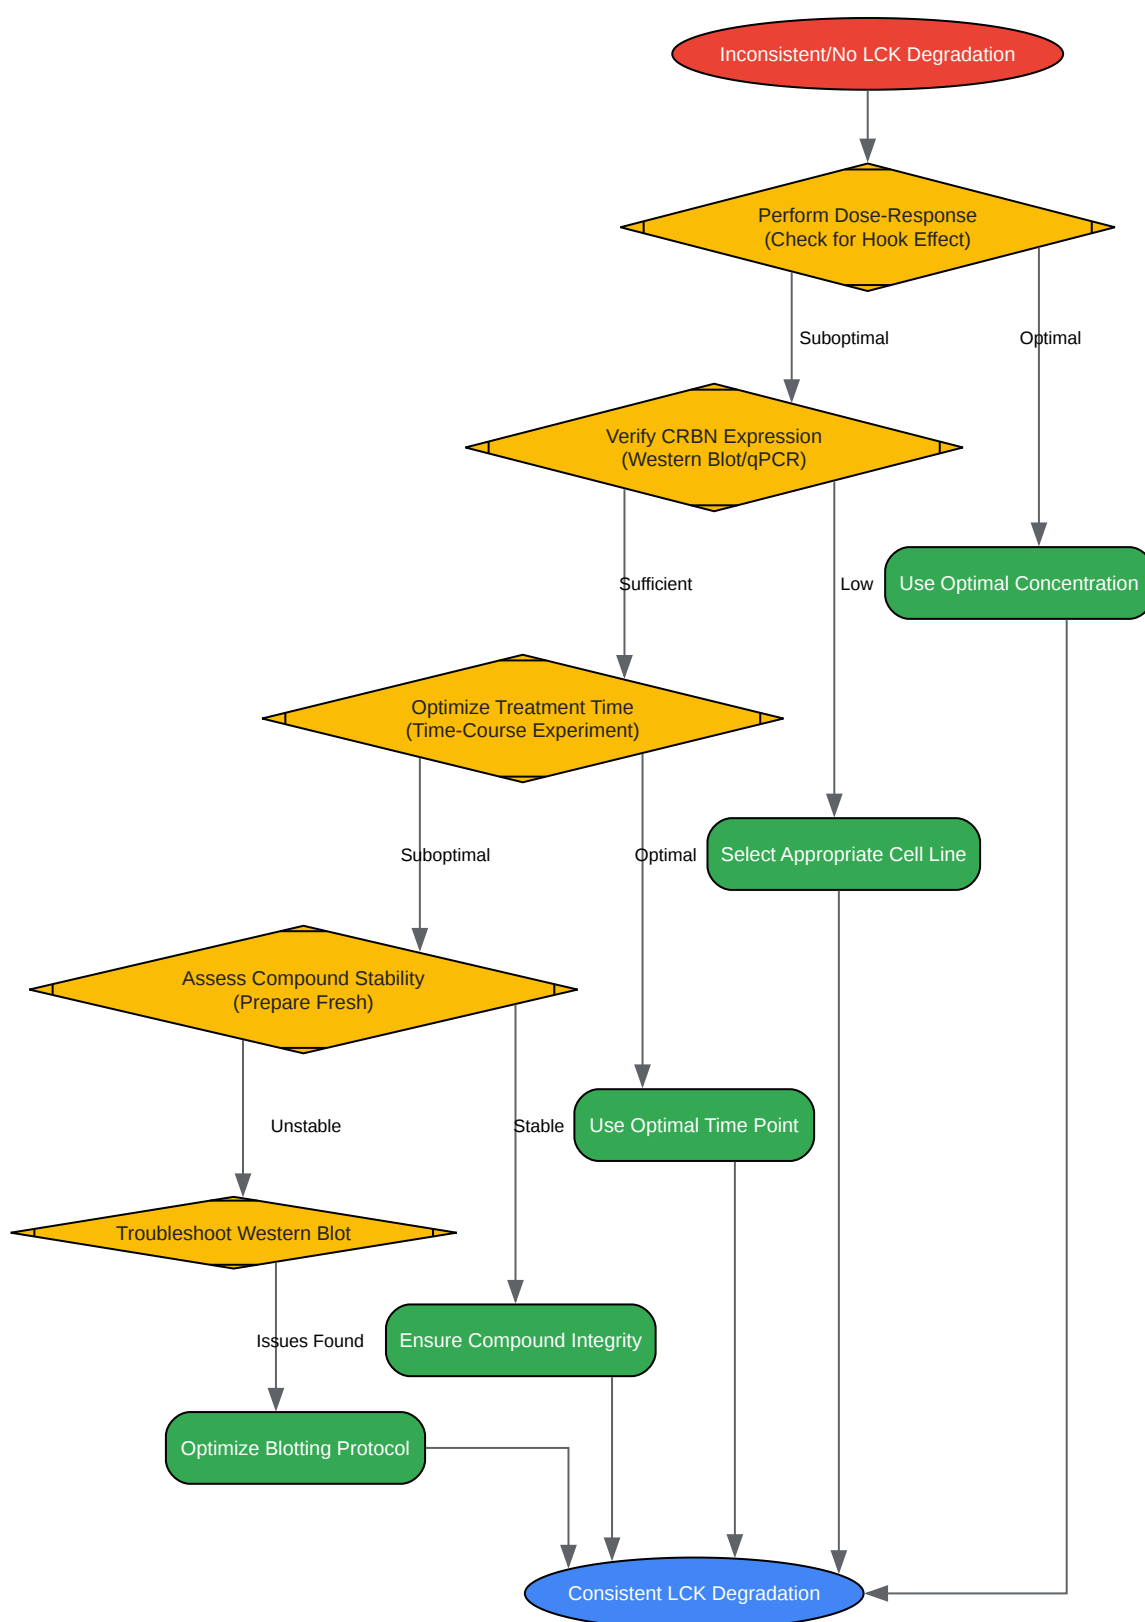 Inconsistent/No LCK Degradation
Perform Dose-Response
(Check for Hook Effect)
Suboptimal
Optimal
Verify CRBN Expression
(Western Blot/qPCR)
Sufficient
Low
Use Optimal Concentration
Optimize Treatment Time
(Time-Course Experiment)
Suboptimal
Optimal
Select Appropriate Cell Line
Assess Compound Stability
(Prepare Fresh)
Unstable
Stable
Use Optimal Time Point
Troubleshoot Western Blot
Issues Found
Ensure Compound Integrity
Optimize Blotting Protocol
Consistent LCK Degradation